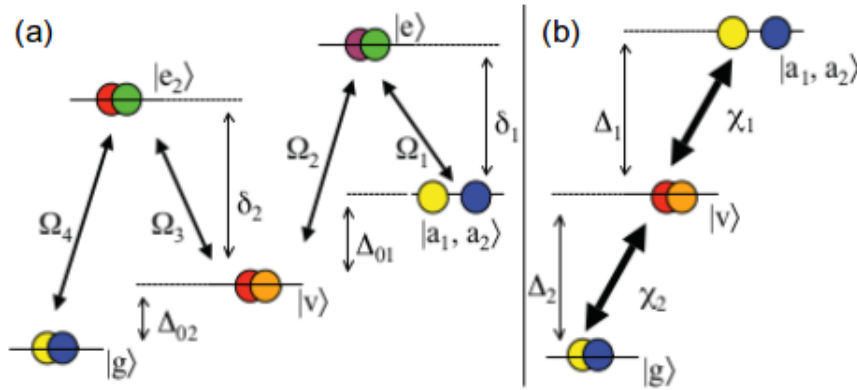 (a)
|e⟩
(b)
|e₂⟩
|a₁, a₂⟩
δ₁
Δ₁
χ₁
Ω₂
Ω₁
Ω₄
Ω₃
δ₂
|a₁, a₂⟩
Δ₀₁
|v⟩
|v⟩
Δ₀₂
Δ₂
χ₂
|g⟩
|g⟩